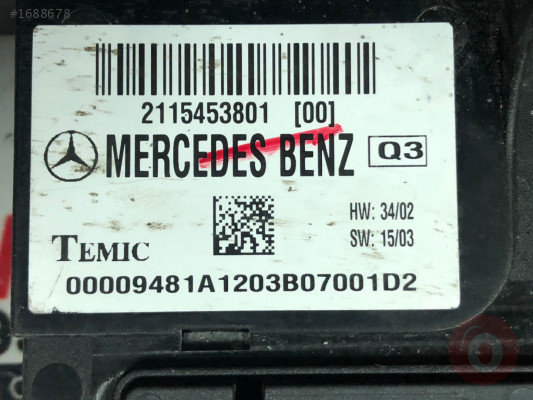 #1688678
2115453801 [00]
MERCEDES BENZ Q3
HW: 34/02
SW: 15/03
TEMIC
00009481A1203B07001D2